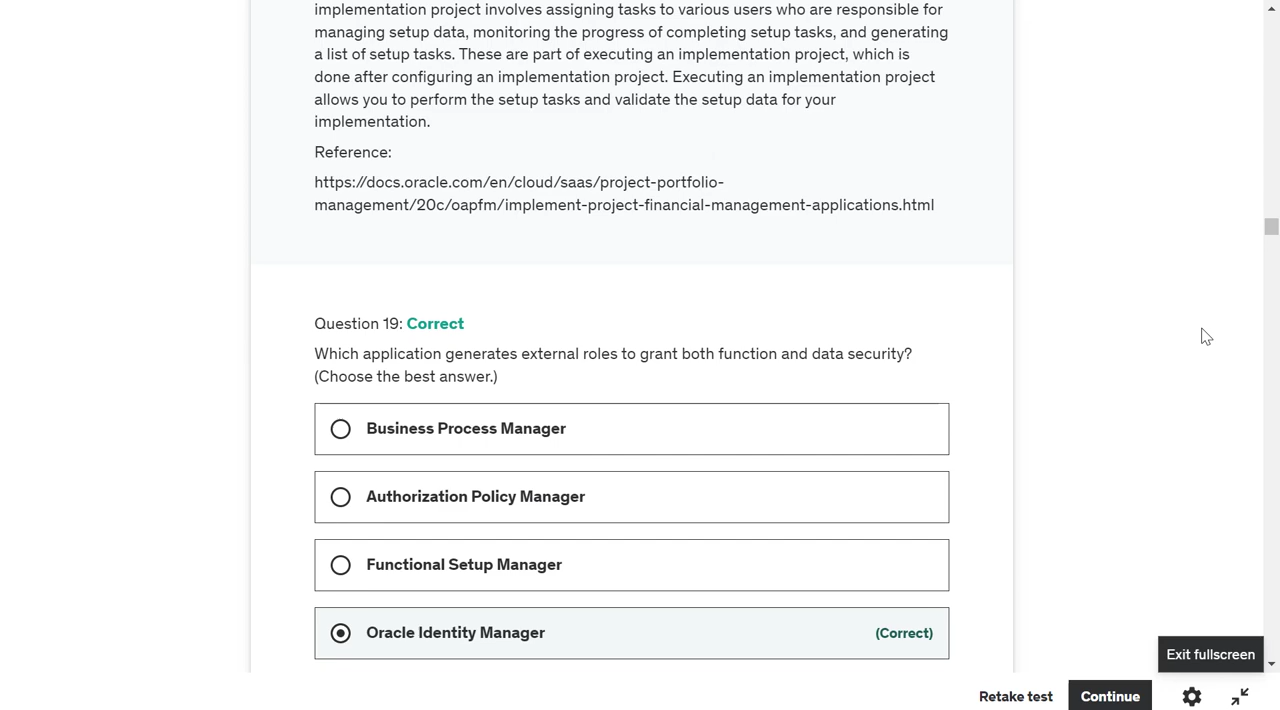 implementation project involves assigning tasks to various users who are responsible for
managing setup data, monitoring the progress of completing setup tasks, and generating
a list of setup tasks. These are part of executing an implementation project, which is
done after configuring an implementation project. Executing an implementation project
allows you to perform the setup tasks and validate the setup data for your
implementation.
Reference:
https://docs.oracle.com/en/cloud/saas/project-portfolio-
management/20c/oapfm/implement-project-financial-management-applications.html
Question 19: Correct
Which application generates external roles to grant both function and data security?
(Choose the best answer.)
Business Process Manager
Authorization Policy Manager
Functional Setup Manager
Oracle Identity Manager (Correct)
Exit fullscreen
Retake test Continue